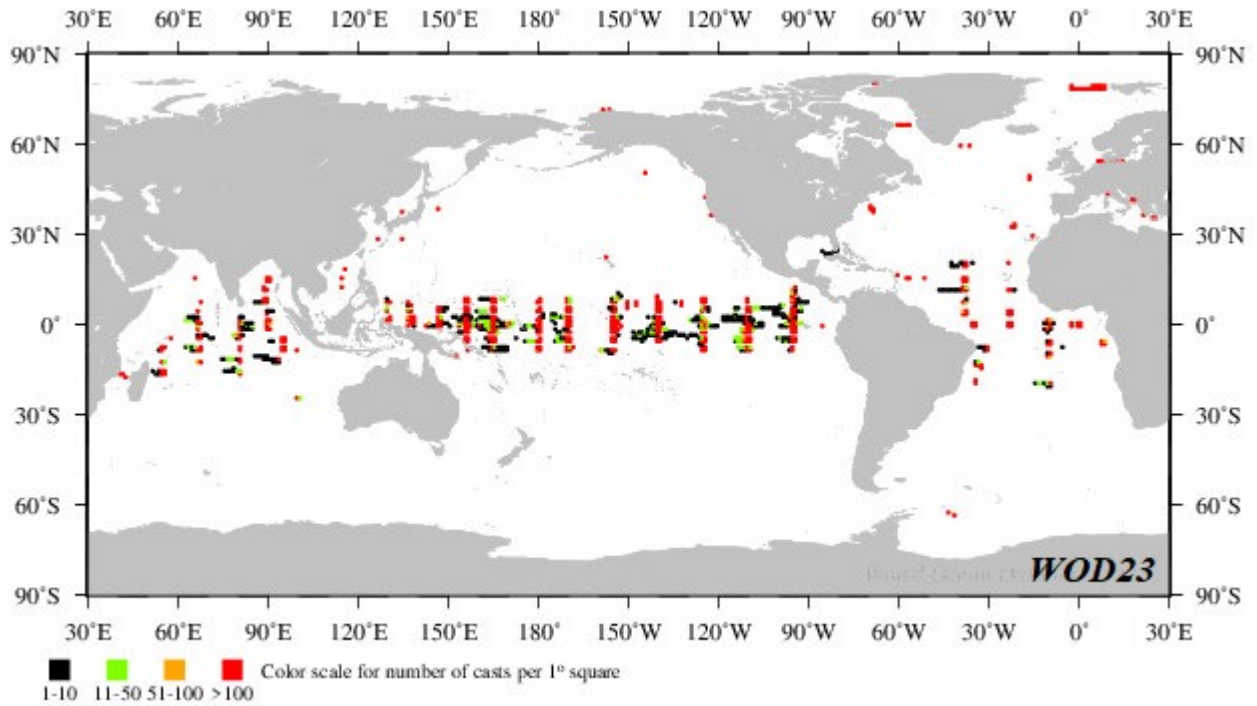 30˚E 60˚E 90˚E 120˚E 150˚E 180˚ 150˚W 120˚W 90˚W 60˚W 30˚W 0˚ 30˚E
90˚N 90˚N
60˚N 60˚N
30˚N 30˚N
0˚ 0˚
30˚S 30˚S
60˚S 60˚S
WOD23
90˚S 90˚S
30˚E 60˚E 90˚E 120˚E 150˚E 180˚ 150˚W 120˚W 90˚W 60˚W 30˚W 0˚ 30˚E
Color scale for number of casts per 1º square
1-10 11-50 51-100 >100